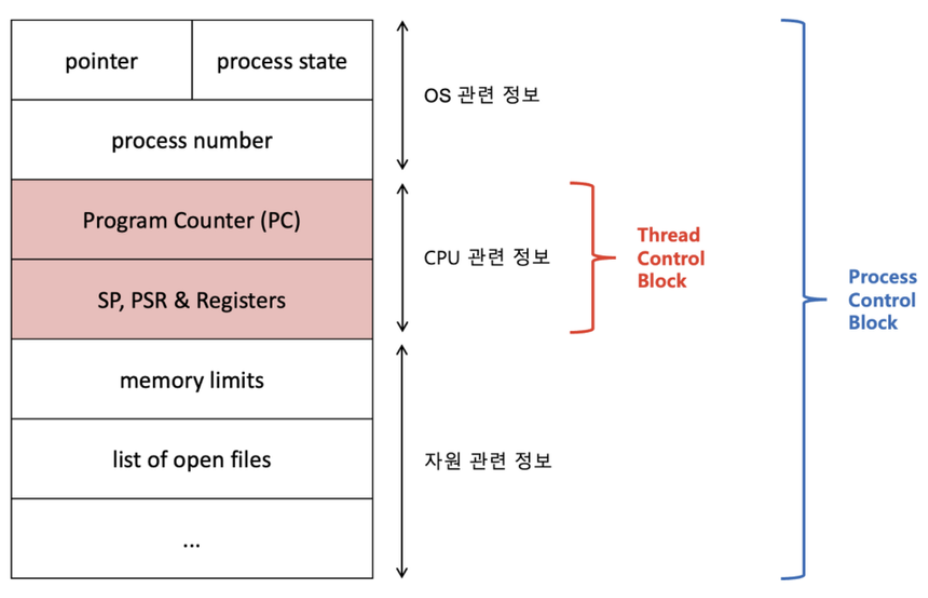 pointer
process state
OS 관련 정보
process number
Program Counter (PC)
CPU 관련 정보
Thread
Control
Block
Process
Control
Block
SP, PSR & Registers
memory limits
list of open files
자원 관련 정보
...